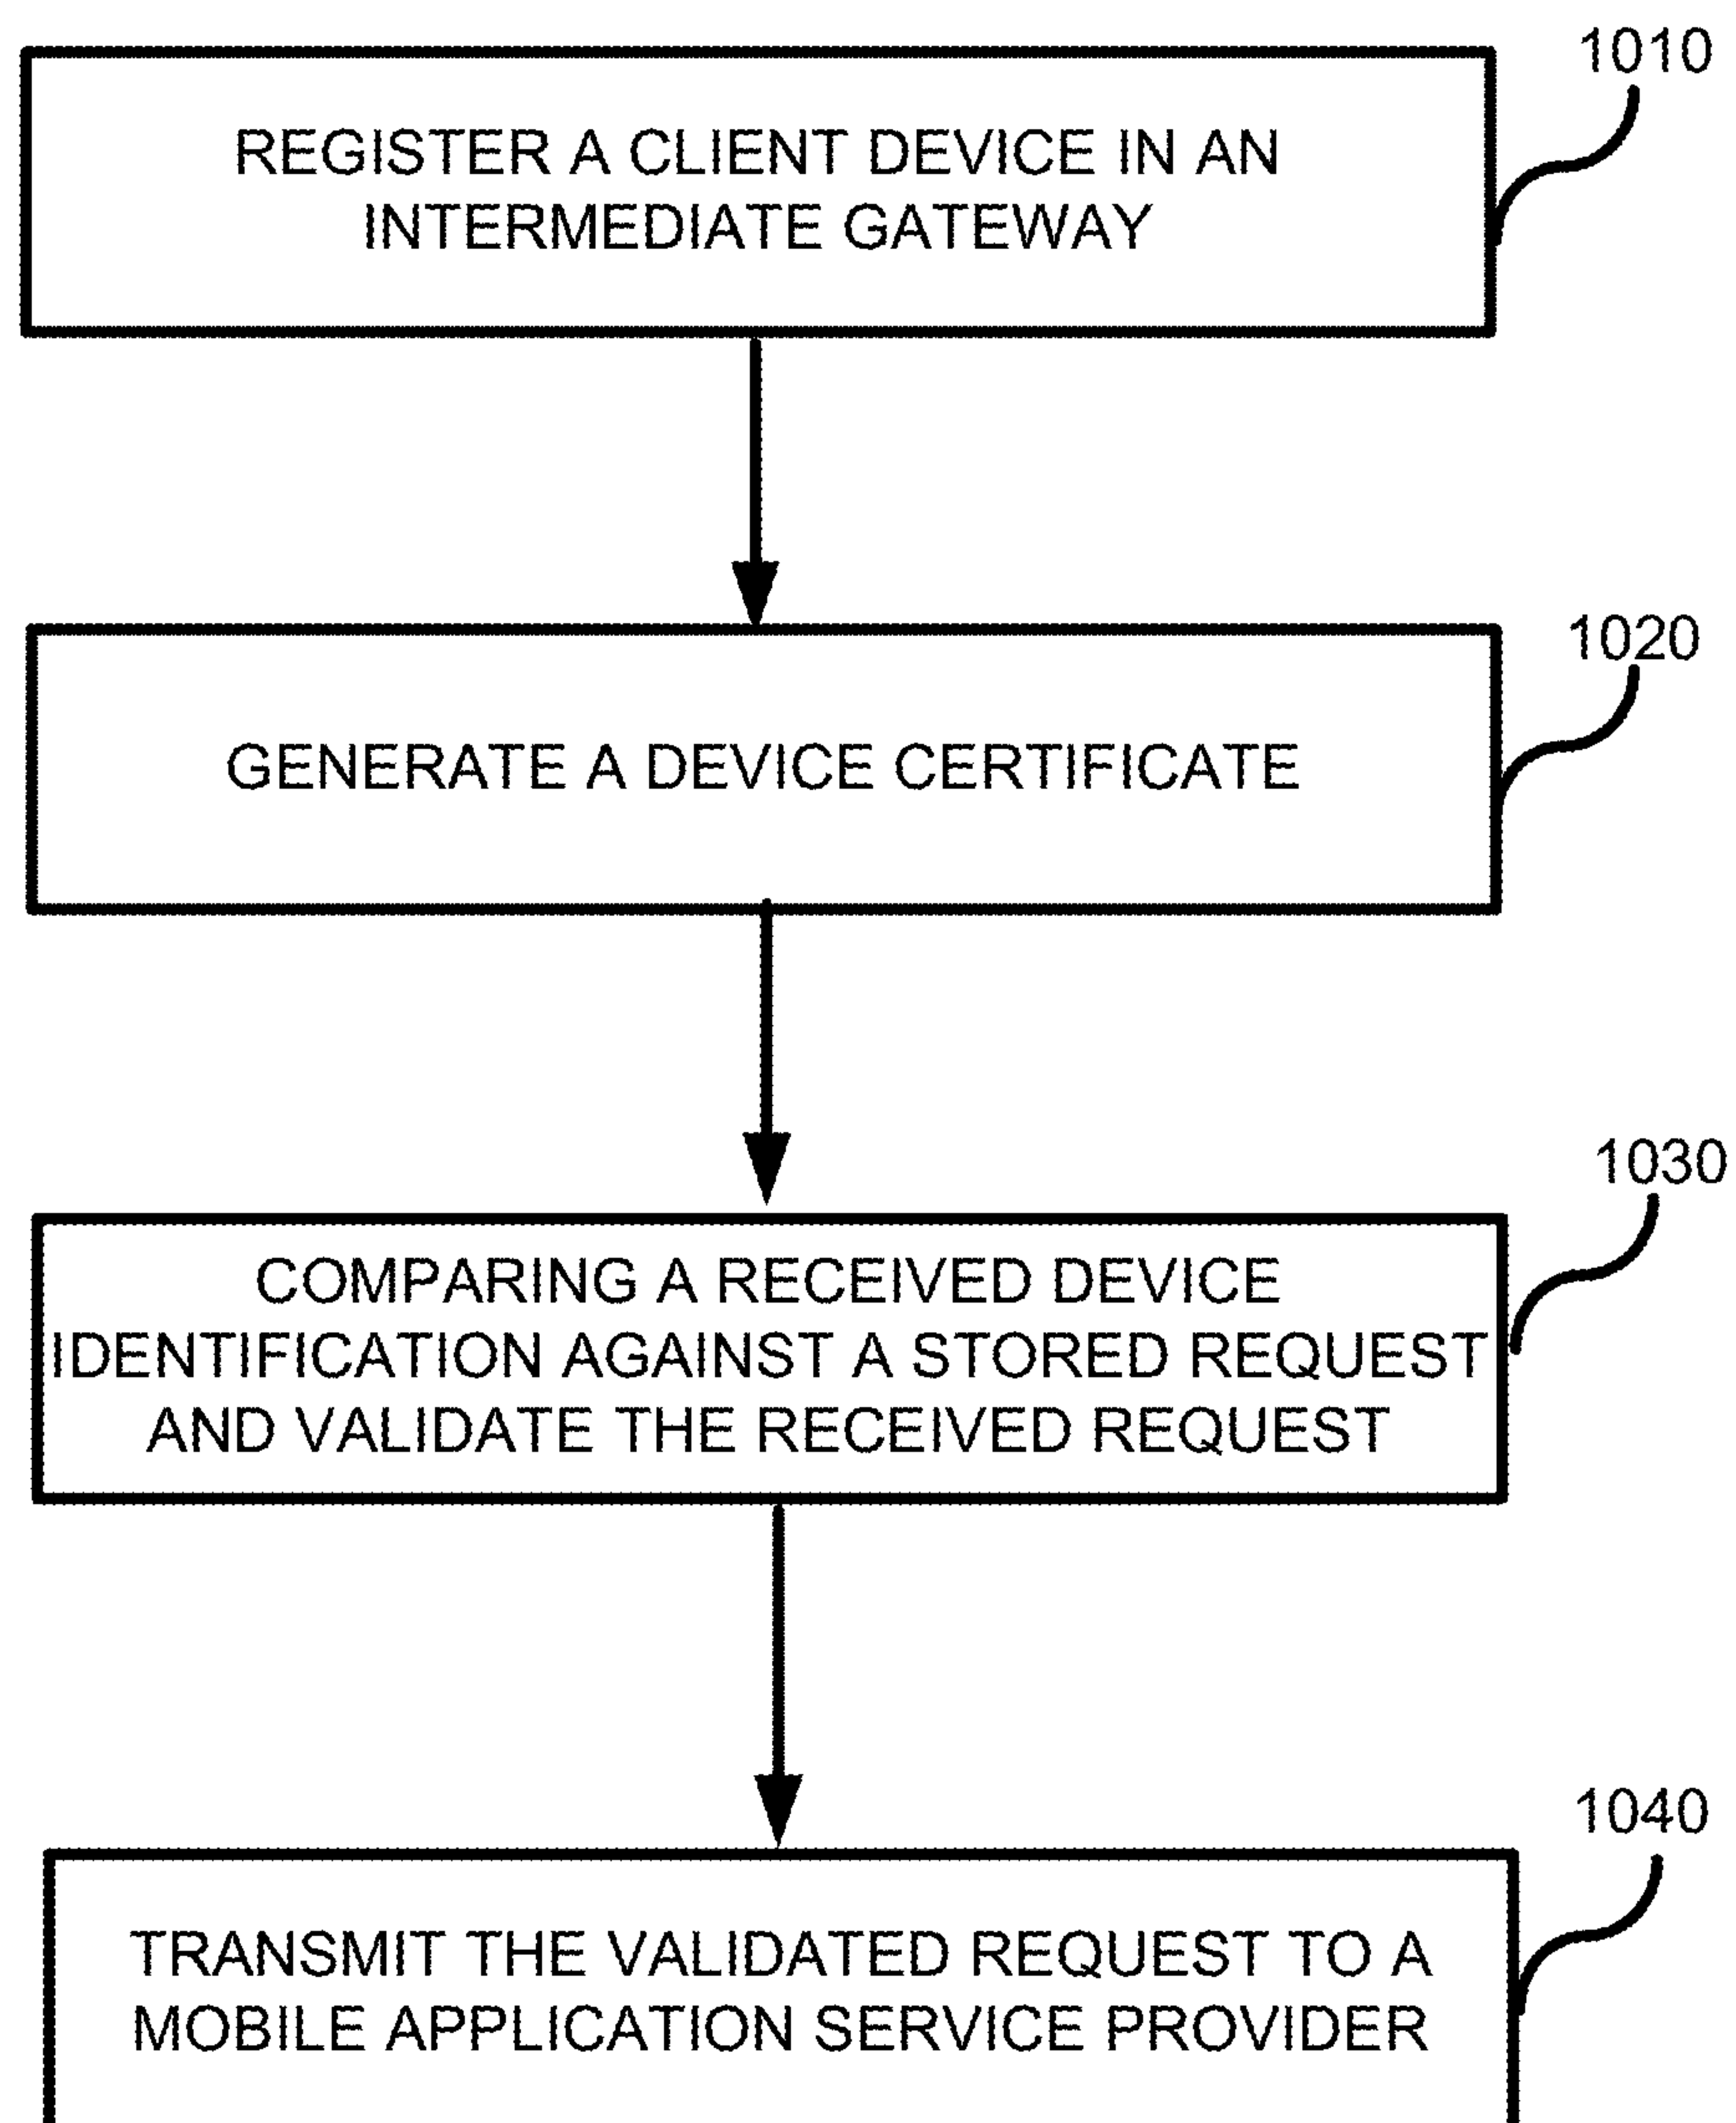 1010
REGISTER A CLIENT DEVICE IN AN
INTERMEDIATE GATEWAY
1020
GENERATE A DEVICE CERTIFICATE
1030
COMPARING A RECEIVED DEVICE
IDENTIFICATION AGAINST A STORED REQUEST
AND VALIDATE THE RECEIVED REQUEST
1040
TRANSMIT THE VALIDATED REQUEST TO A
MOBILE APPLICATION SERVICE PROVIDER